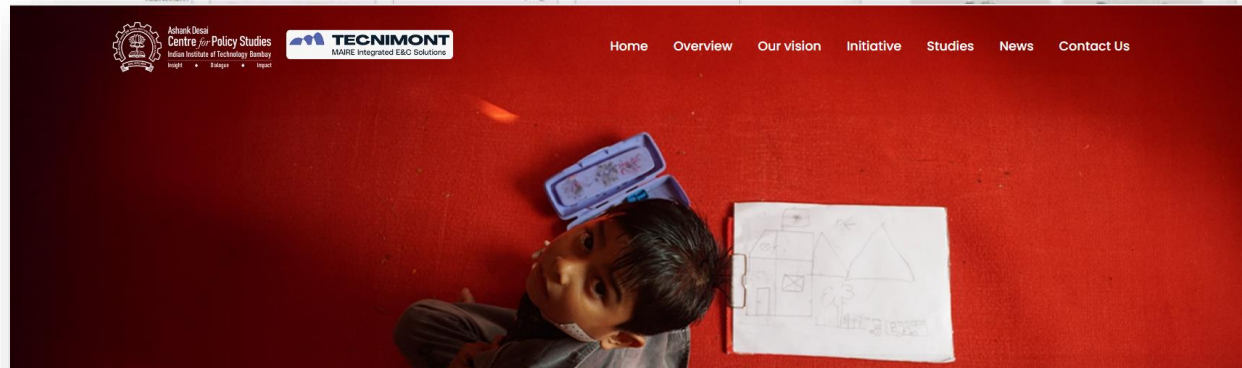 Ashank Desai
Centre for Policy Studies
Indian Institute of Technology Bombay
Insight • Dialogue • Impact
TECNIMONT
MAIRE Integrated E&C Solutions
Home Overview Our vision Initiative Studies News Contact Us